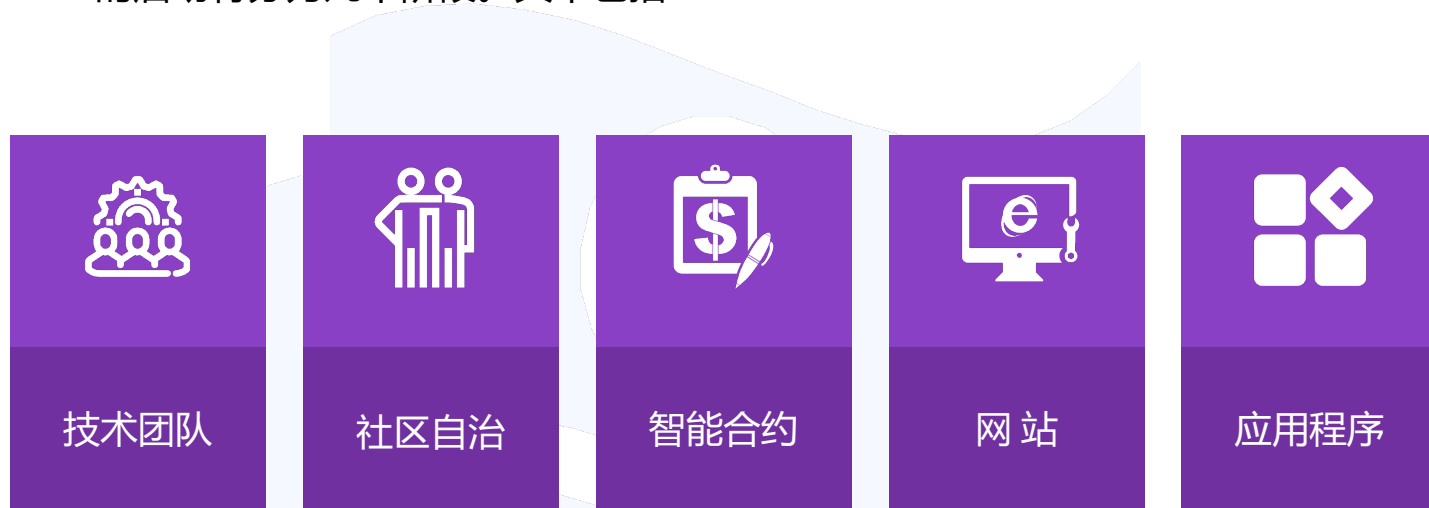 技术团队
社区自治
智能合约
网 站
应用程序